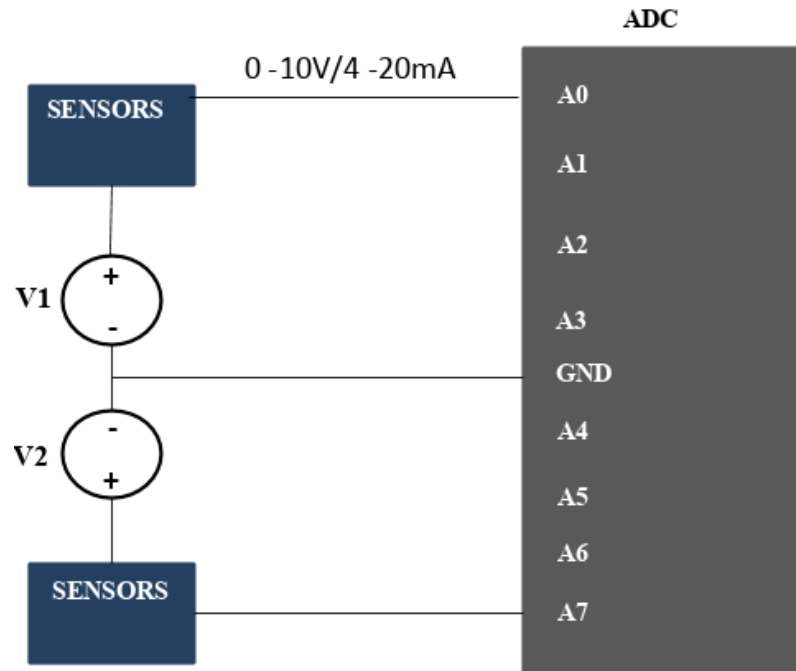 ADC
0 -10V/4 -20mA
SENSORS
A0
A1
A2
+
V1
-
A3
GND
-
V2
+
A4
A5
A6
SENSORS
A7